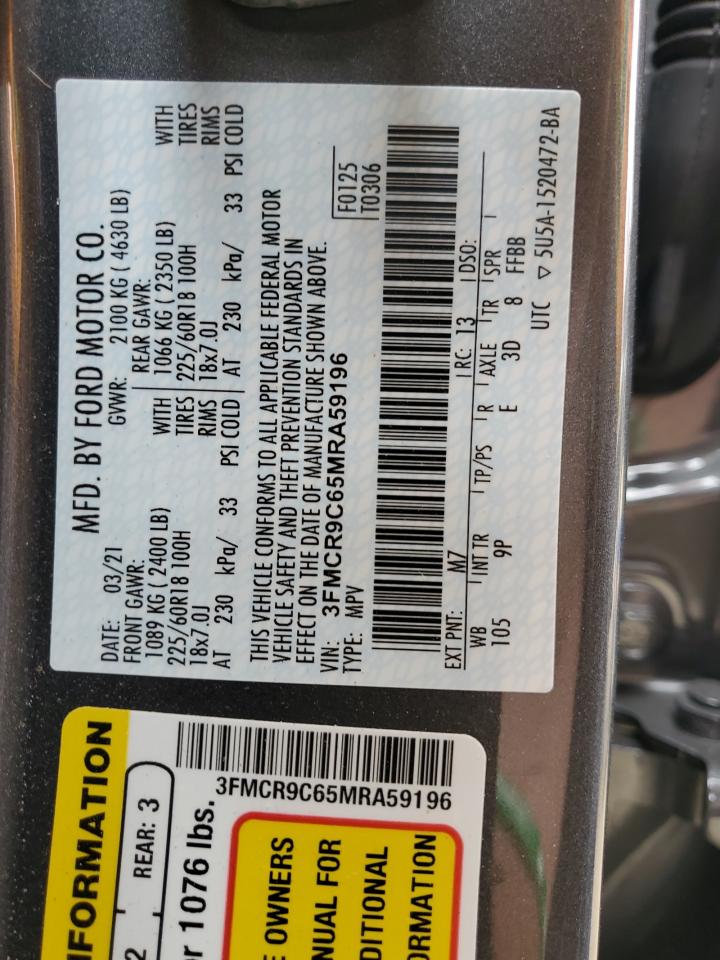 MFD. BY FORD MOTOR CO.
DATE: 03/21 GVWR: 2100 KG ( 4630 LB)
FRONT GAWR: REAR GAWR:
1089 KG ( 2400 LB) WITH 1066 KG ( 2350 LB) WITH
225/60R18 100H TIRES 225/60R18 100H TIRES
18x7.0J RIMS 18x7.0J RIMS
AT 230 kPa/ 33 PSI COLD AT 230 kPa/ 33 PSI COLD
THIS VEHICLE CONFORMS TO ALL APPLICABLE FEDERAL MOTOR
VEHICLE SAFETY AND THEFT PREVENTION STANDARDS IN
EFFECT ON THE DATE OF MANUFACTURE SHOWN ABOVE.
VIN: 3FMCR9C65MRA59196
TYPE: MPV
F0125
T0306
EXT PNT: M7 RC: 13 DSO:
WB INT TR TP/PS R AXLE TR SPR
105 9P E 3D 8 FFBB
UTC ▽ 5U5A-1520472-BA
REAR: 3
1076 lbs.
3FMCR9C65MRA59196
OWNERS
FOR